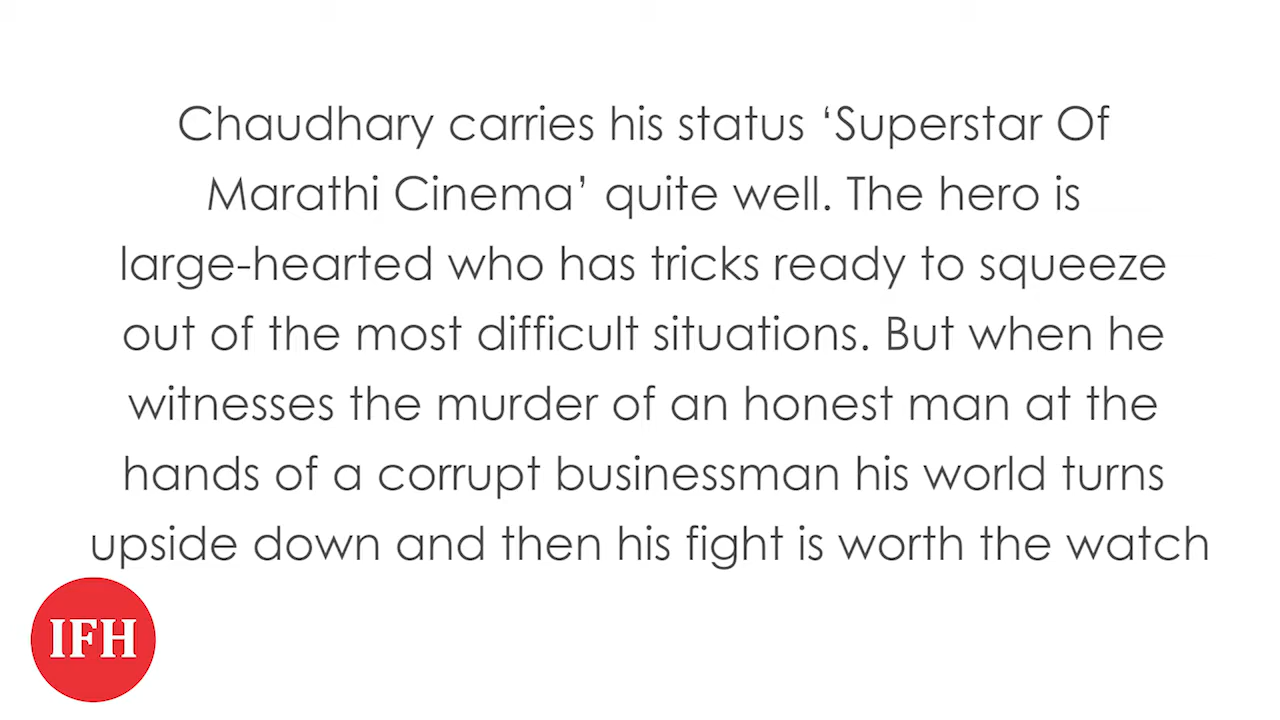 Chaudhary carries his status ‘Superstar Of
Marathi Cinema’ quite well. The hero is
large-hearted who has tricks ready to squeeze
out of the most difficult situations. But when he
witnesses the murder of an honest man at the
hands of a corrupt businessman his world turns
upside down and then his fight is worth the watch
IFH